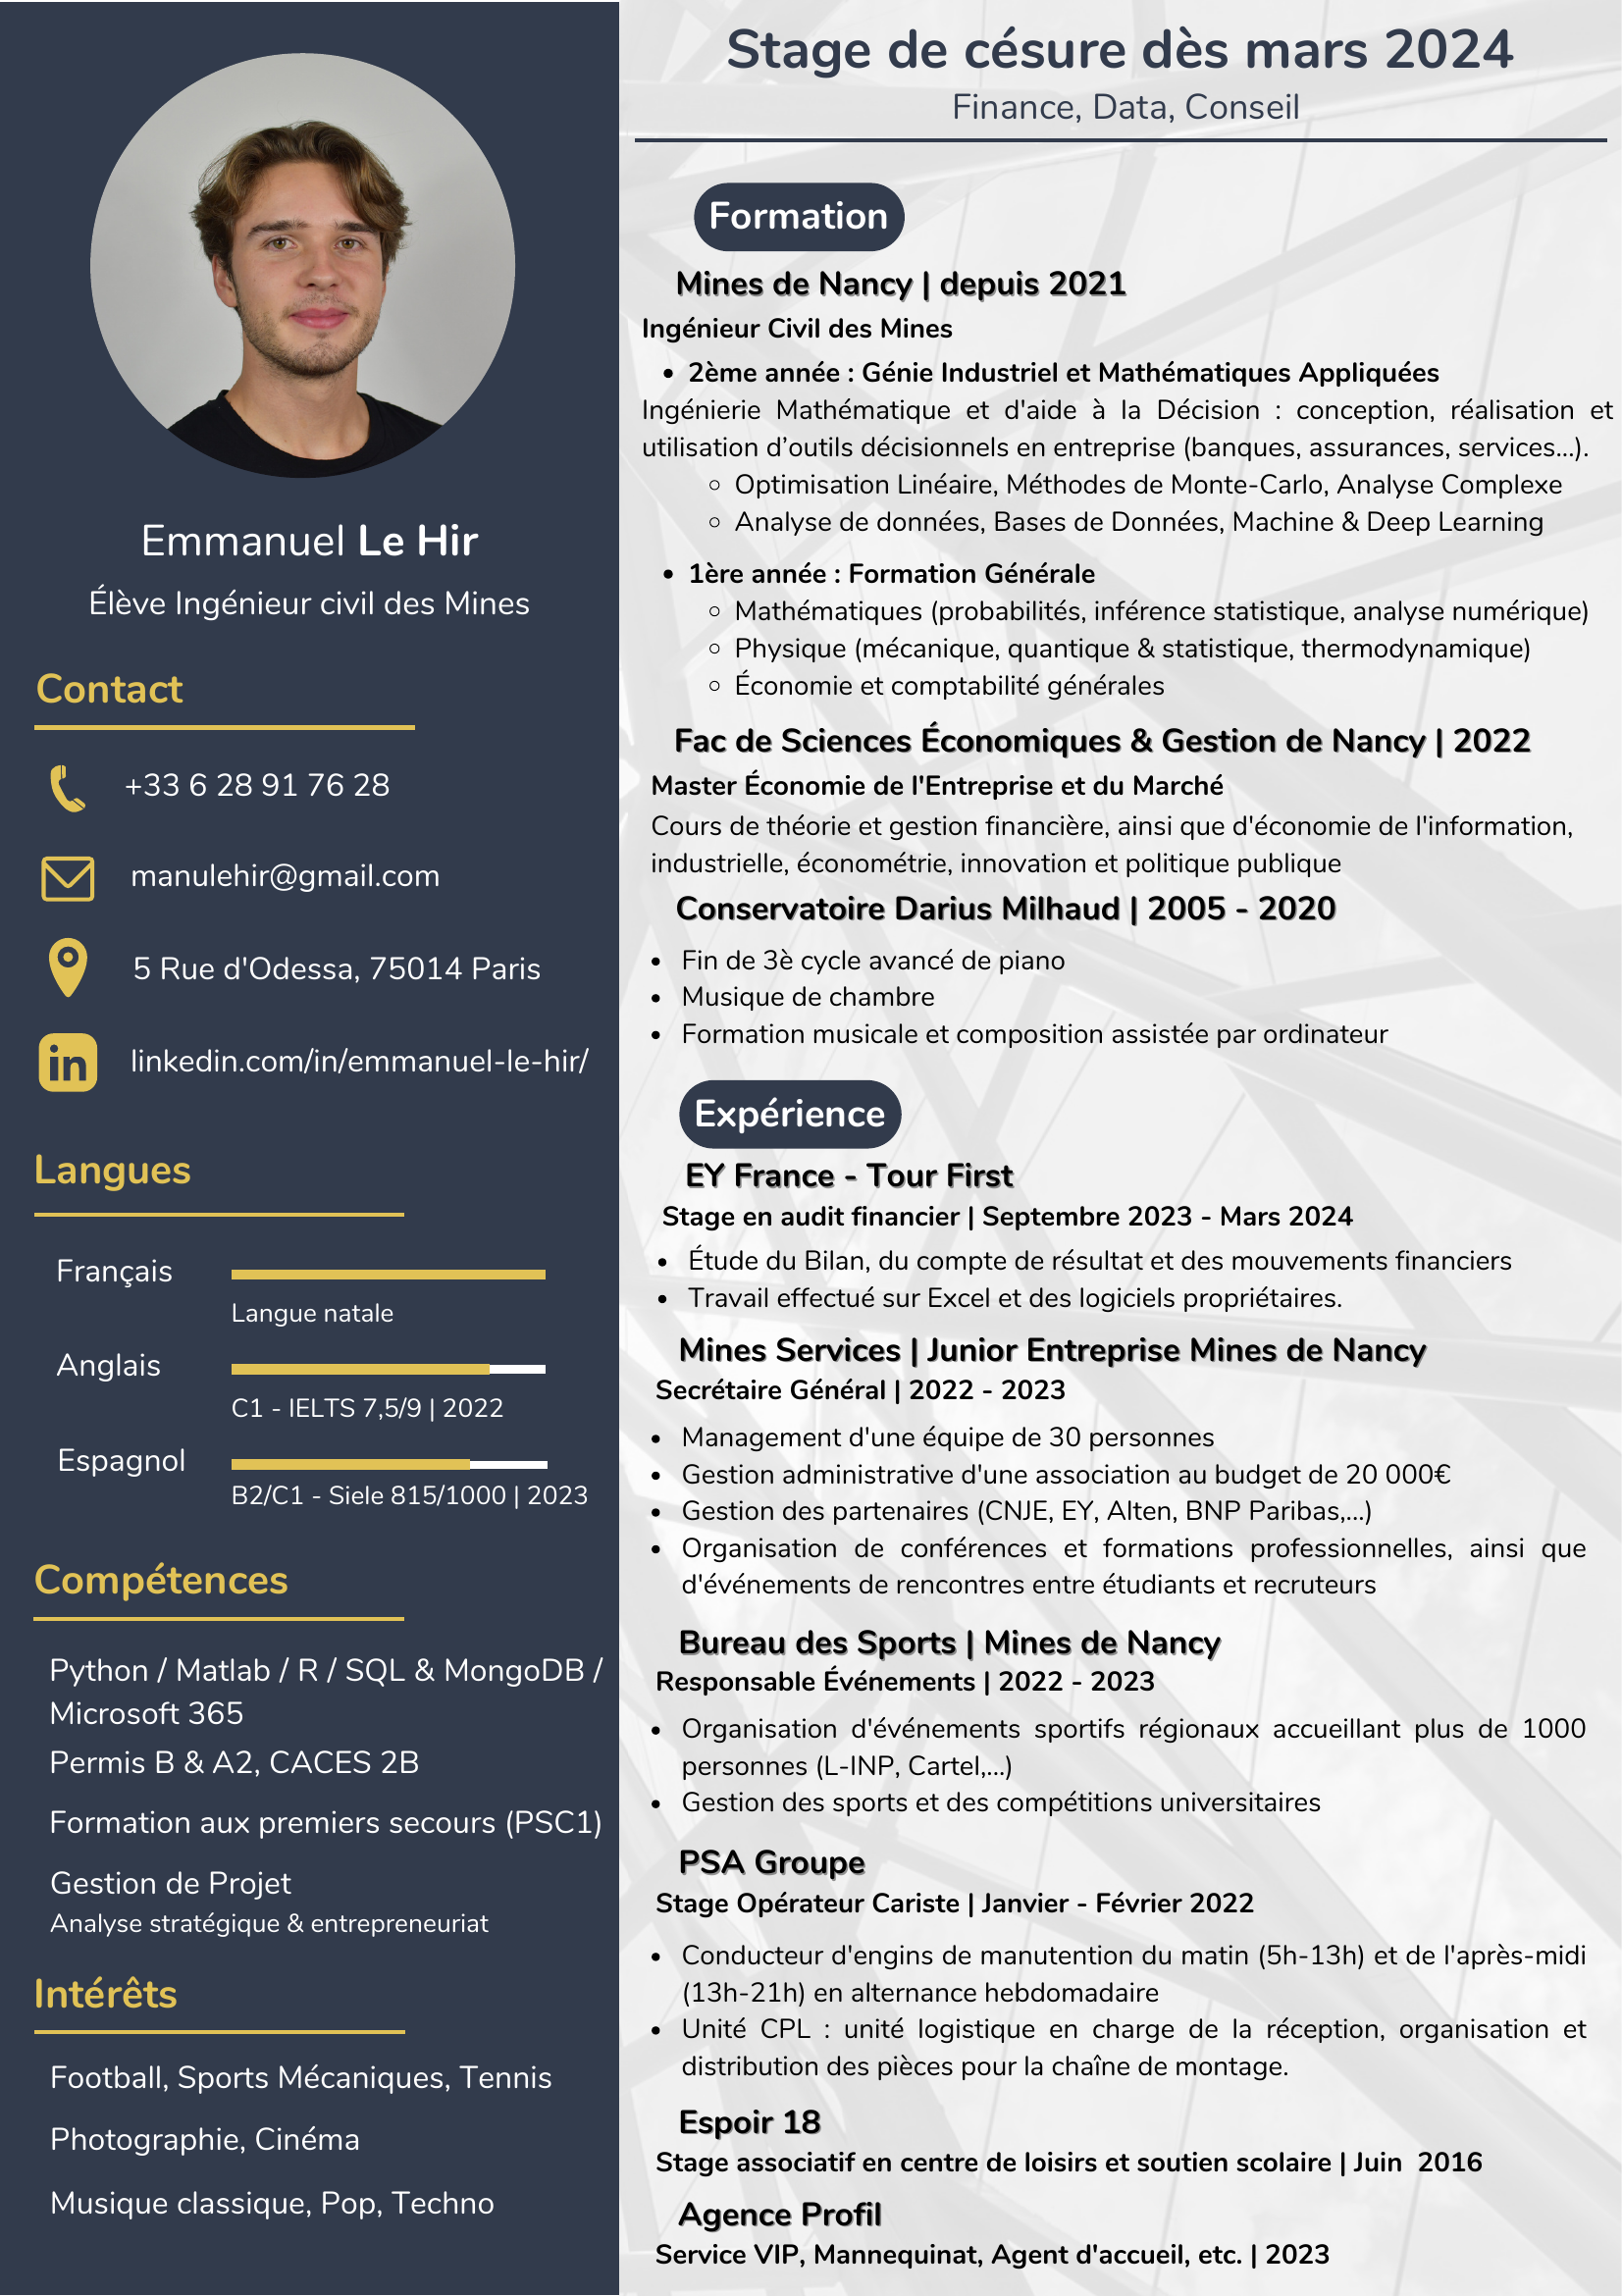 Emmanuel Le Hir
Élève Ingénieur civil des Mines
Contact
+33 6 28 91 76 28
manulehir@gmail.com
5 Rue d'Odessa, 75014 Paris
in
linkedin.com/in/emmanuel-le-hir/
Langues
Français
Langue natale
Anglais
C1 - IELTS 7,5/9 | 2022
Espagnol
B2/C1 - Siele 815/1000 | 2023
Compétences
Python / Matlab / R / SQL & MongoDB /
Microsoft 365
Permis B & A2, CACES 2B
Formation aux premiers secours (PSC1)
Gestion de Projet
Analyse stratégique & entrepreneuriat
Intérêts
Football, Sports Mécaniques, Tennis
Photographie, Cinéma
Musique classique, Pop, Techno
Stage de césure dès mars 2024
Finance, Data, Conseil
Formation
Mines de Nancy | depuis 2021
Ingénieur Civil des Mines
• 2ème année : Génie Industriel et Mathématiques Appliquées
Ingénierie Mathématique et d'aide à la Décision : conception, réalisation et
utilisation d’outils décisionnels en entreprise (banques, assurances, services...).
◦ Optimisation Linéaire, Méthodes de Monte-Carlo, Analyse Complexe
◦ Analyse de données, Bases de Données, Machine & Deep Learning
• 1ère année : Formation Générale
◦ Mathématiques (probabilités, inférence statistique, analyse numérique)
◦ Physique (mécanique, quantique & statistique, thermodynamique)
◦ Économie et comptabilité générales
Fac de Sciences Économiques & Gestion de Nancy | 2022
Master Économie de l'Entreprise et du Marché
Cours de théorie et gestion financière, ainsi que d'économie de l'information,
industrielle, économétrie, innovation et politique publique
Conservatoire Darius Milhaud | 2005 - 2020
• Fin de 3è cycle avancé de piano
• Musique de chambre
• Formation musicale et composition assistée par ordinateur
Expérience
EY France - Tour First
Stage en audit financier | Septembre 2023 - Mars 2024
• Étude du Bilan, du compte de résultat et des mouvements financiers
• Travail effectué sur Excel et des logiciels propriétaires.
Mines Services | Junior Entreprise Mines de Nancy
Secrétaire Général | 2022 - 2023
• Management d'une équipe de 30 personnes
• Gestion administrative d'une association au budget de 20 000€
• Gestion des partenaires (CNJE, EY, Alten, BNP Paribas,...)
• Organisation de conférences et formations professionnelles, ainsi que
d'événements de rencontres entre étudiants et recruteurs
Bureau des Sports | Mines de Nancy
Responsable Événements | 2022 - 2023
• Organisation d'événements sportifs régionaux accueillant plus de 1000
personnes (L-INP, Cartel,...)
• Gestion des sports et des compétitions universitaires
PSA Groupe
Stage Opérateur Cariste | Janvier - Février 2022
• Conducteur d'engins de manutention du matin (5h-13h) et de l'après-midi
(13h-21h) en alternance hebdomadaire
• Unité CPL : unité logistique en charge de la réception, organisation et
distribution des pièces pour la chaîne de montage.
Espoir 18
Stage associatif en centre de loisirs et soutien scolaire | Juin 2016
Agence Profil
Service VIP, Mannequinat, Agent d'accueil, etc. | 2023